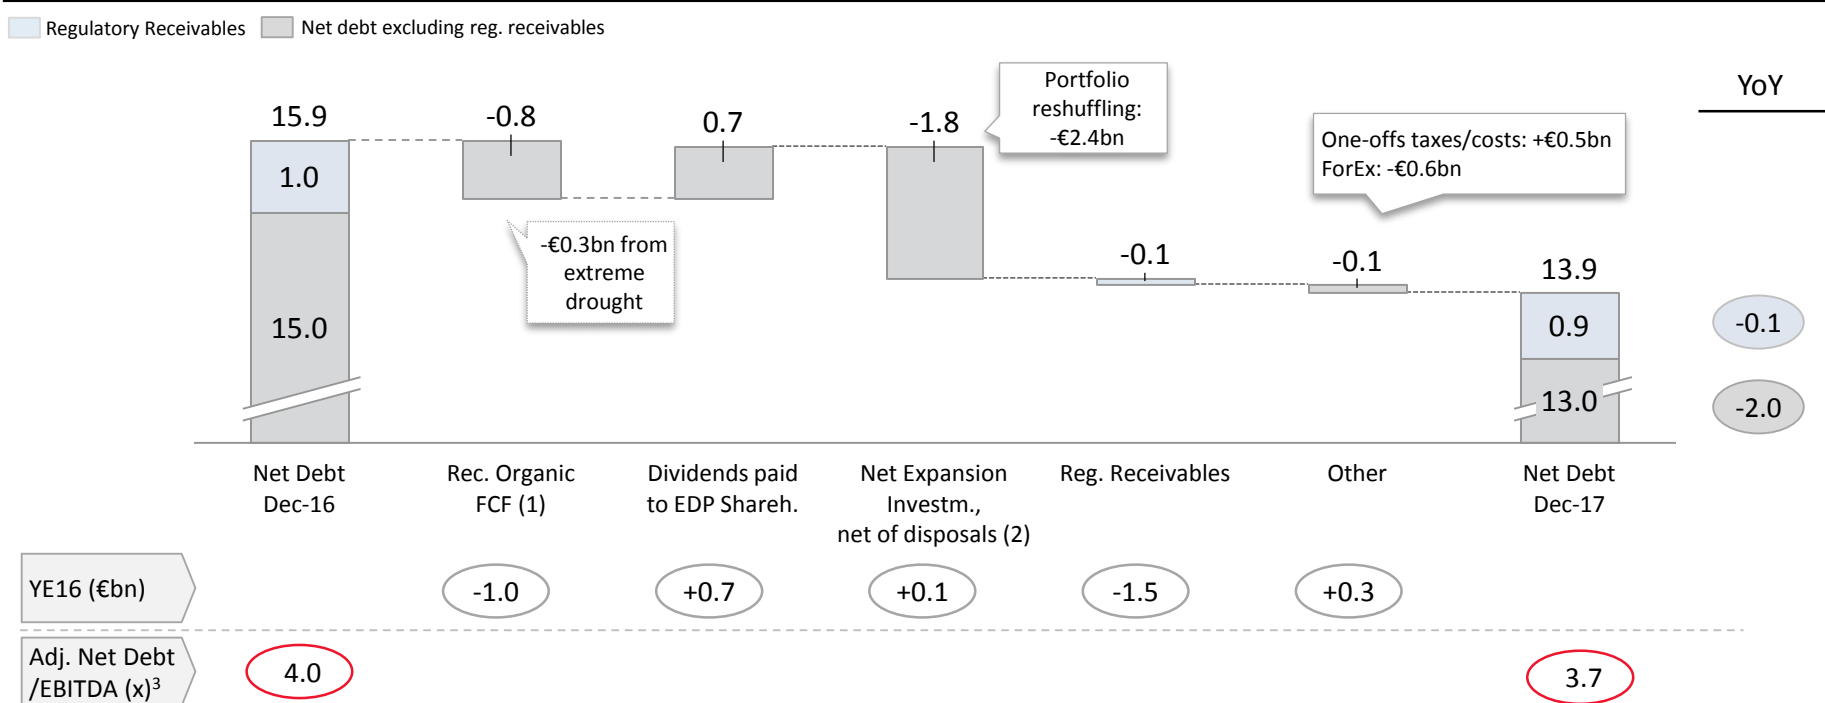 Regulatory Receivables
Net debt excluding reg. receivables
YoY
15.9
-0.8
0.7
-1.8
Portfolio
reshuffling:
-€2.4bn
One-offs taxes/costs: +€0.5bn
ForEx: -€0.6bn
1.0
-€0.3bn from
extreme
drought
-0.1
-0.1
13.9
15.0
0.9
-0.1
13.0
-2.0
Net Debt
Dec-16
Rec. Organic
FCF (1)
Dividends paid
to EDP Shareh.
Net Expansion
Investm.,
net of disposals (2)
Reg. Receivables
Other
Net Debt
Dec-17
YE16 (€bn)
-1.0
+0.7
+0.1
-1.5
+0.3
Adj. Net Debt
/EBITDA (x)³
4.0
3.7